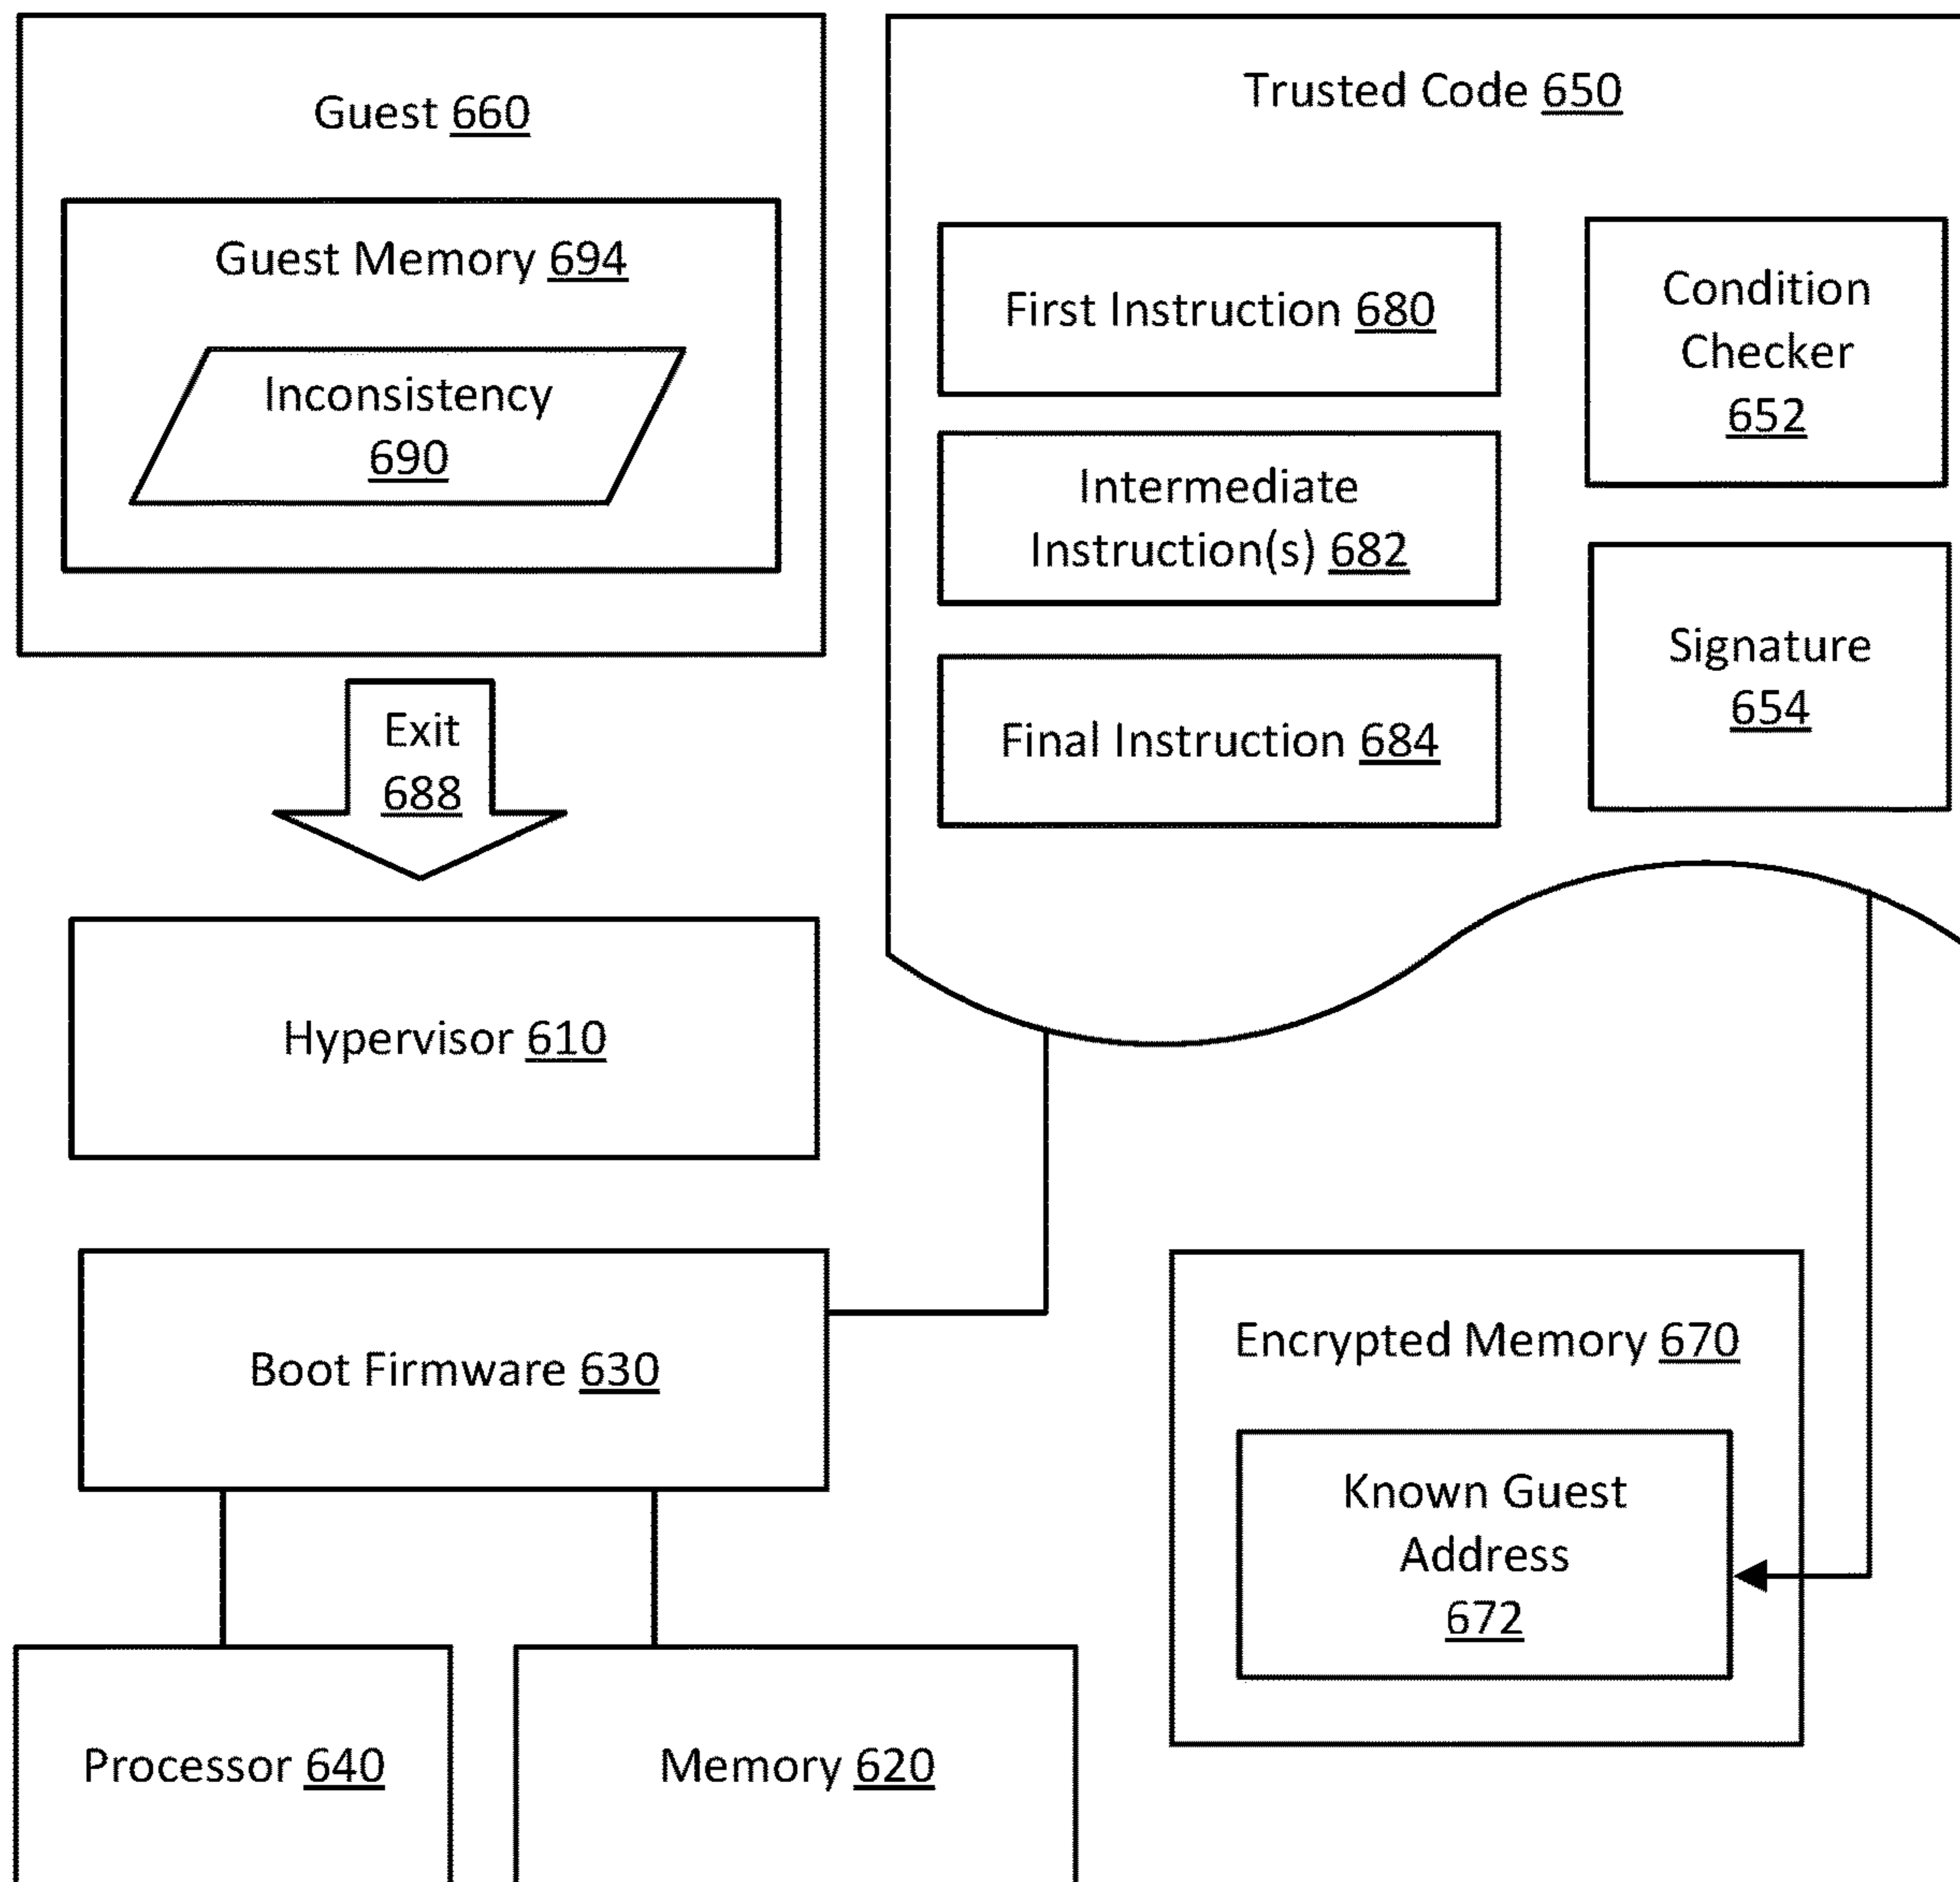 Guest 660
Guest Memory 694
Inconsistency
690
Exit
688
Hypervisor 610
Boot Firmware 630
Processor 640
Memory 620
Trusted Code 650
First Instruction 680
Intermediate
Instruction(s) 682
Final Instruction 684
Condition
Checker
652
Signature
654
Encrypted Memory 670
Known Guest
Address
672